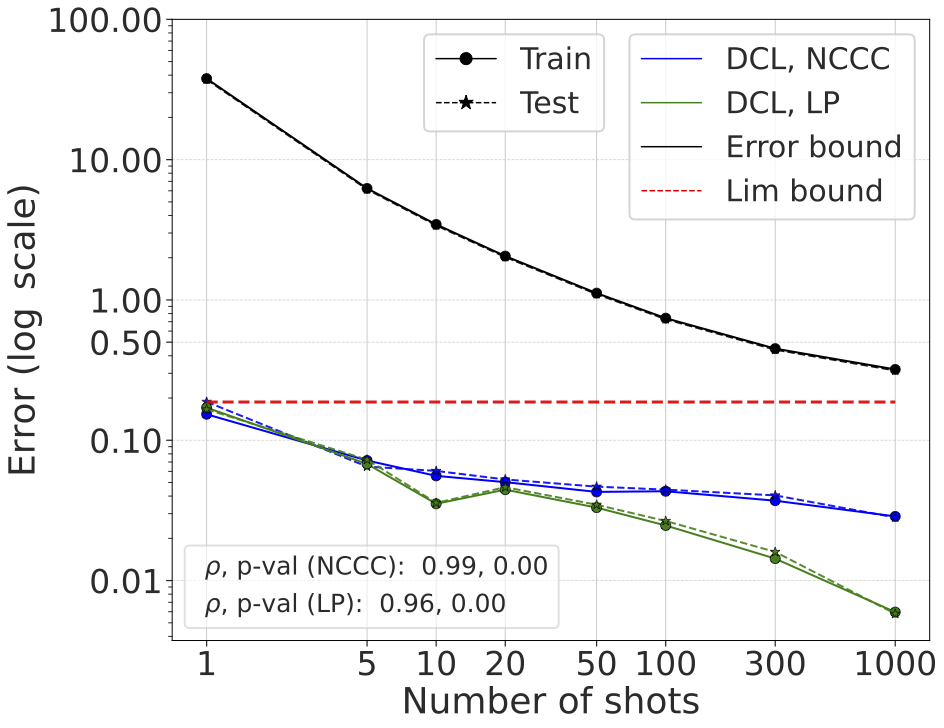 100.00
10.00
1.00
0.50
0.10
0.01
Error (log scale)
Train
Test
DCL, NCCC
DCL, LP
Error bound
Lim bound
ρ, p-val (NCCC): 0.99, 0.00
ρ, p-val (LP): 0.96, 0.00
1 5 10 20 50 100 300 1000
Number of shots